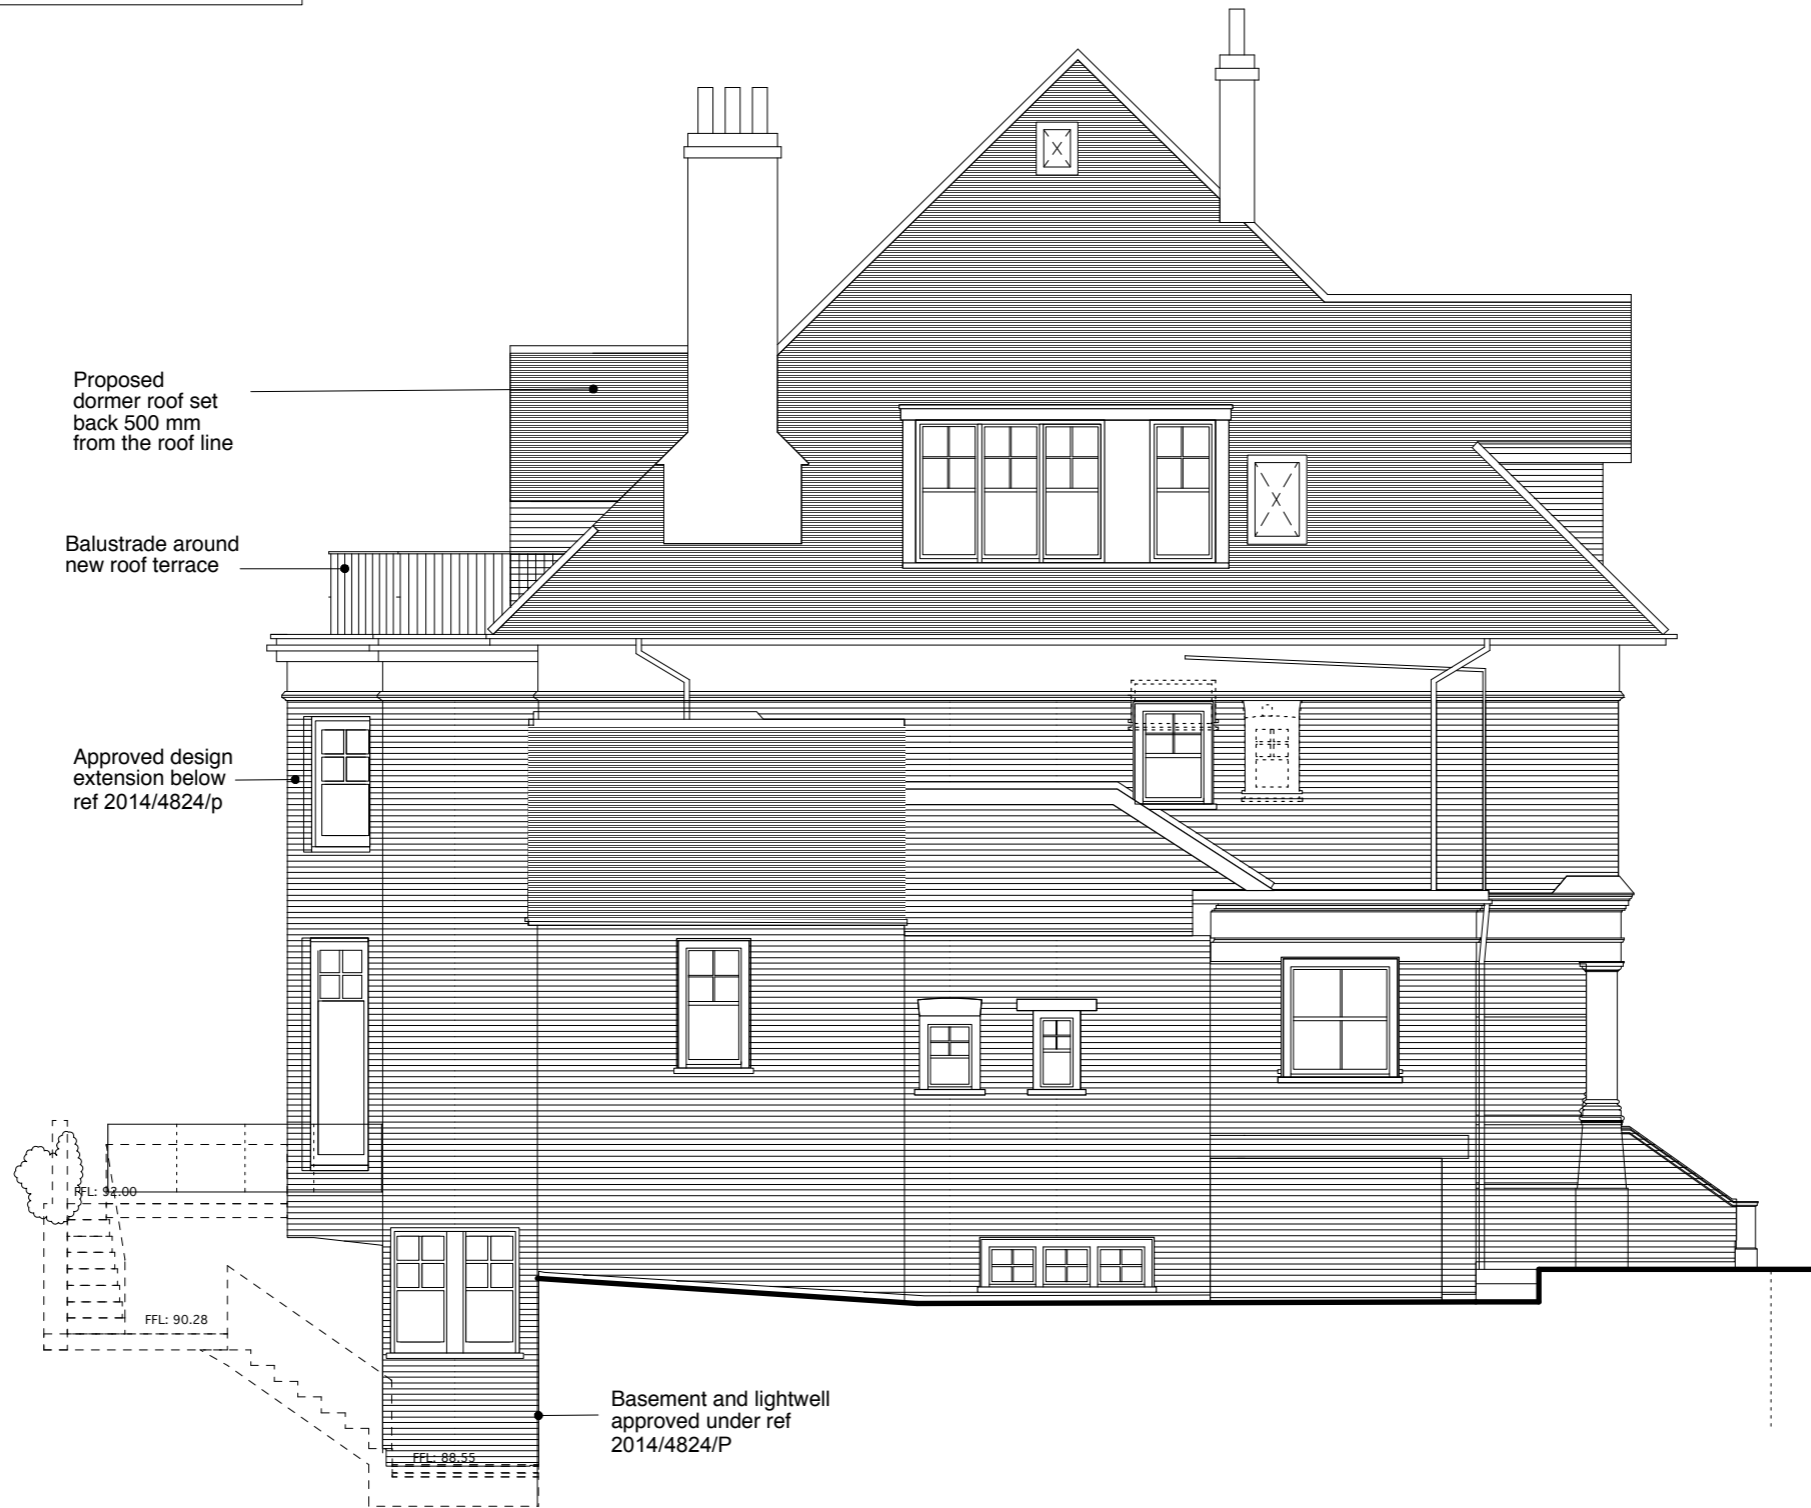 Proposed
dormer roof set
back 500 mm
from the roof line
Balustrade around
new roof terrace
Approved design
extension below
ref 2014/4824/p
FFL: 92.00
FFL: 90.28
FFL: 88.55
Basement and lightwell
approved under ref
2014/4824/P